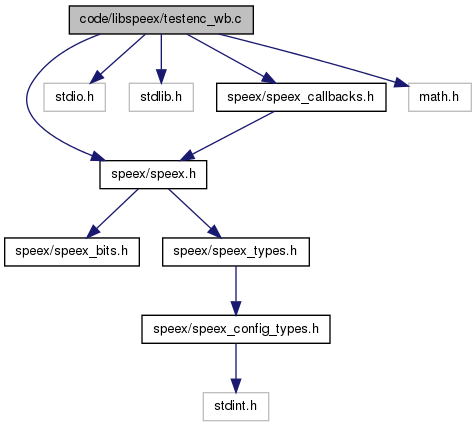 code/libspeex/testenc_wb.c
stdio.h
stdlib.h
speex/speex_callbacks.h
math.h
speex/speex.h
speex/speex_bits.h
speex/speex_types.h
speex/speex_config_types.h
stdint.h